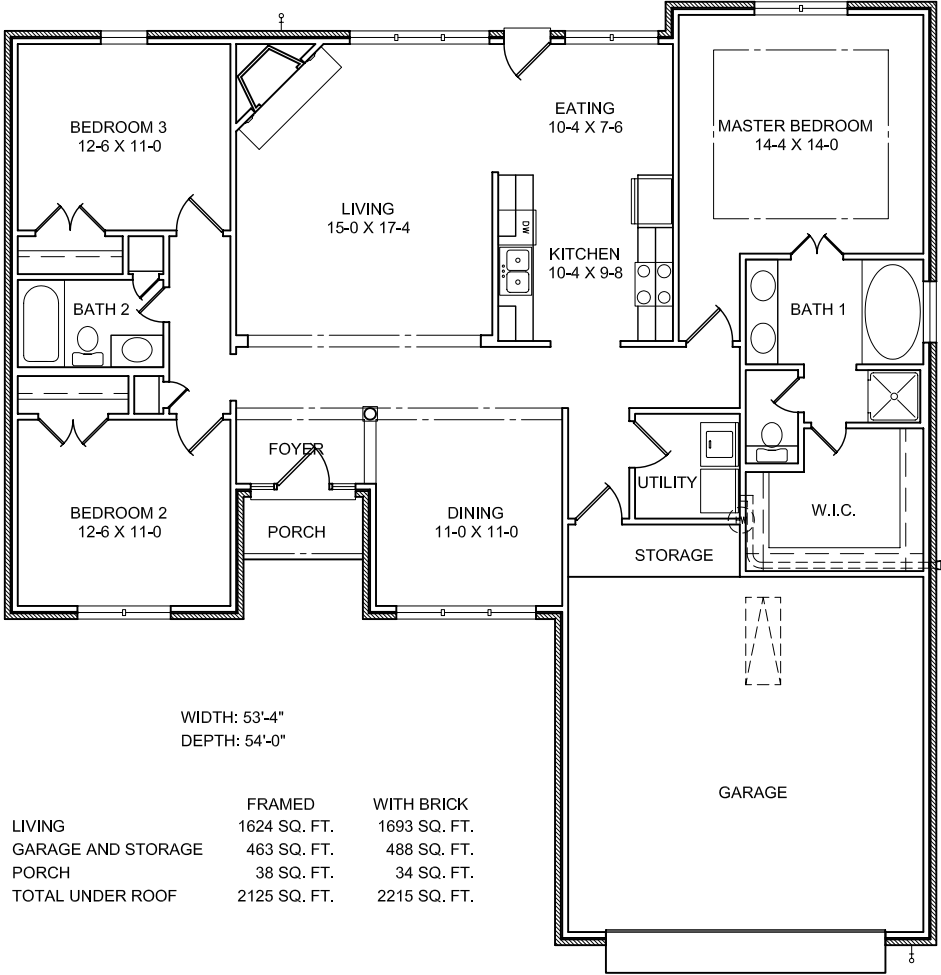 BEDROOM 3
12-6 X 11-0
LIVING
15-0 X 17-4
EATING
10-4 X 7-6
MASTER BEDROOM
14-4 X 14-0
DW
KITCHEN
10-4 X 9-8
BATH 2
BATH 1
FOYER
UTILITY
BEDROOM 2
12-6 X 11-0
PORCH
DINING
11-0 X 11-0
W.I.C.
STORAGE
GARAGE
WIDTH: 53'-4"
DEPTH: 54'-0"
FRAMED WITH BRICK
LIVING 1624 SQ. FT. 1693 SQ. FT.
GARAGE AND STORAGE 463 SQ. FT. 488 SQ. FT.
PORCH 38 SQ. FT. 34 SQ. FT.
TOTAL UNDER ROOF 2125 SQ. FT. 2215 SQ. FT.